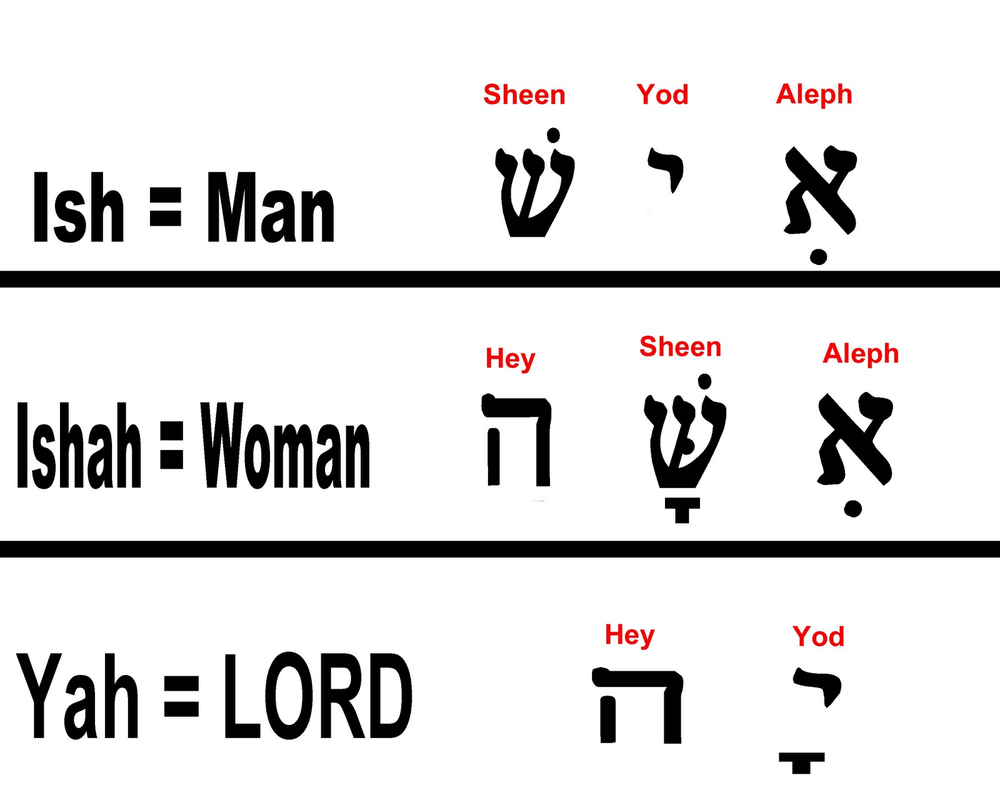 Sheen Yod Aleph
Ish = Man אִ י שׁ
Hey Sheen Aleph
Ishah = Woman אִ שָּׁ ה
Hey Yod
Yah = LORD יָ ה